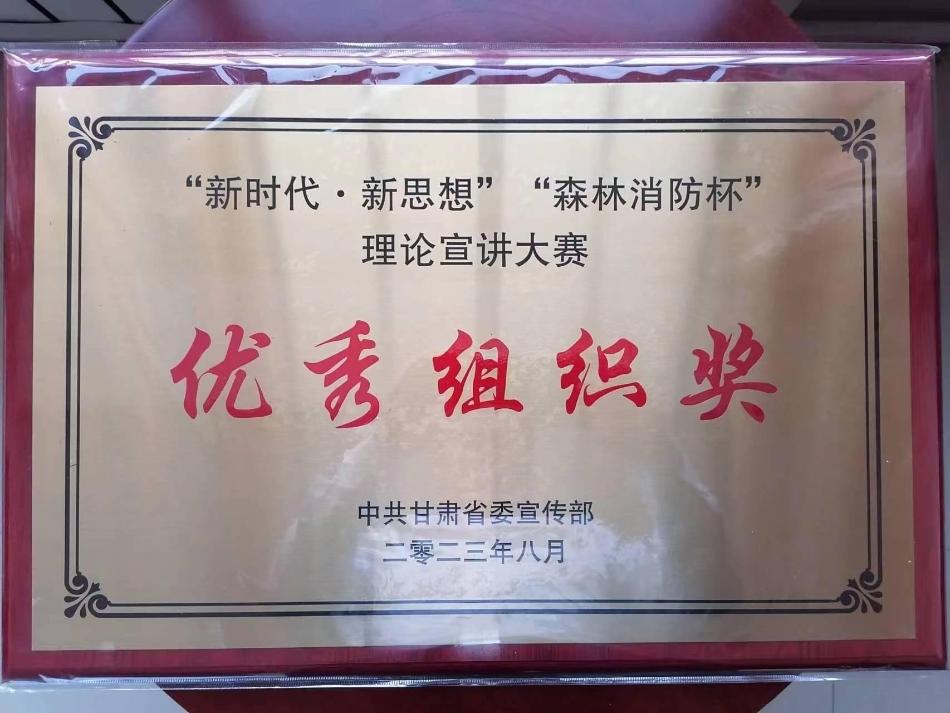 “新时代·新思想”“森林消防杯”
理论宣讲大赛
优秀组织奖
中共甘肃省委宣传部
二零二三年八月